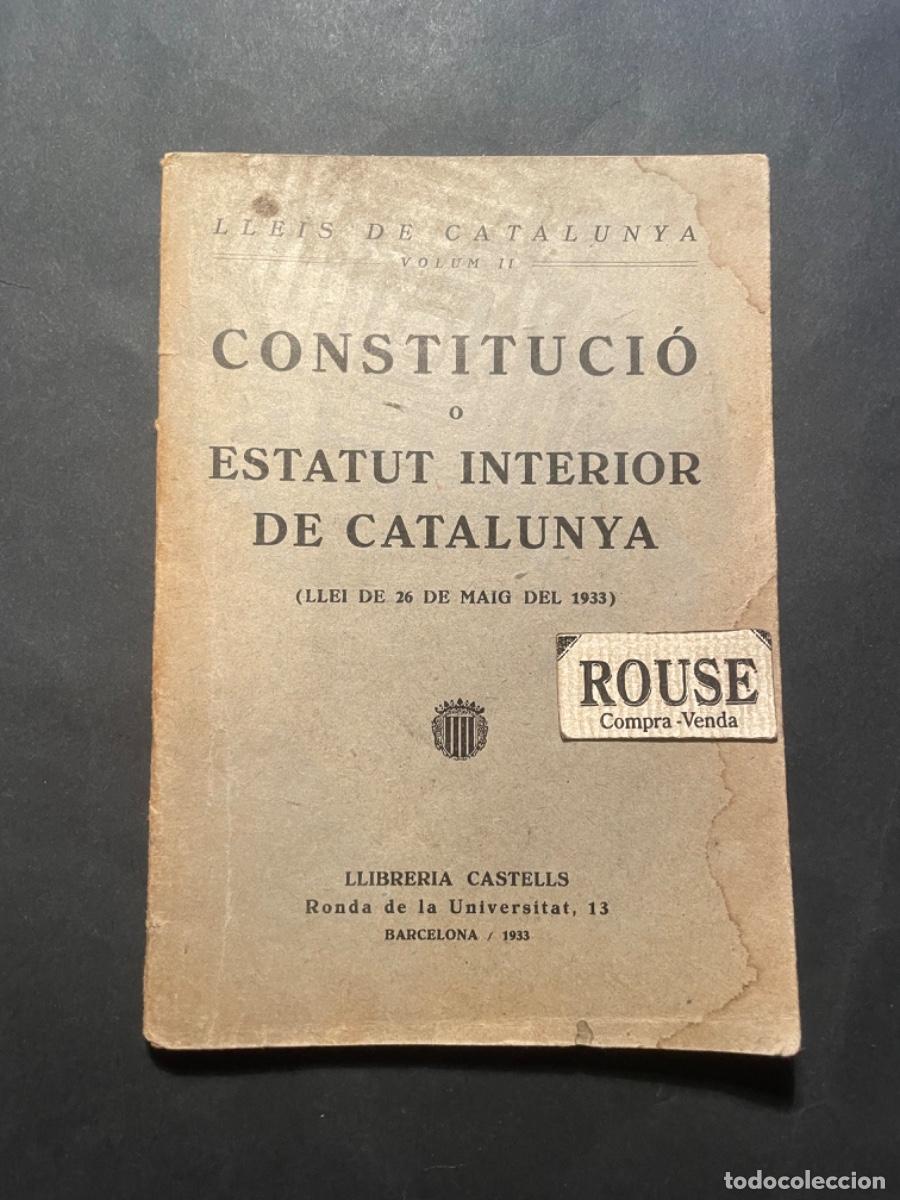 LLEIS DE CATALUNYA
VOLUM II
CONSTITUCIÓ
o
ESTATUT INTERIOR
DE CATALUNYA
(LLEI DE 26 DE MAIG DEL 1933)
ROUSE
Compra-Venda
LLIBRERIA CASTELLS
Ronda de la Universitat, 13
BARCELONA / 1933
todocoleccion